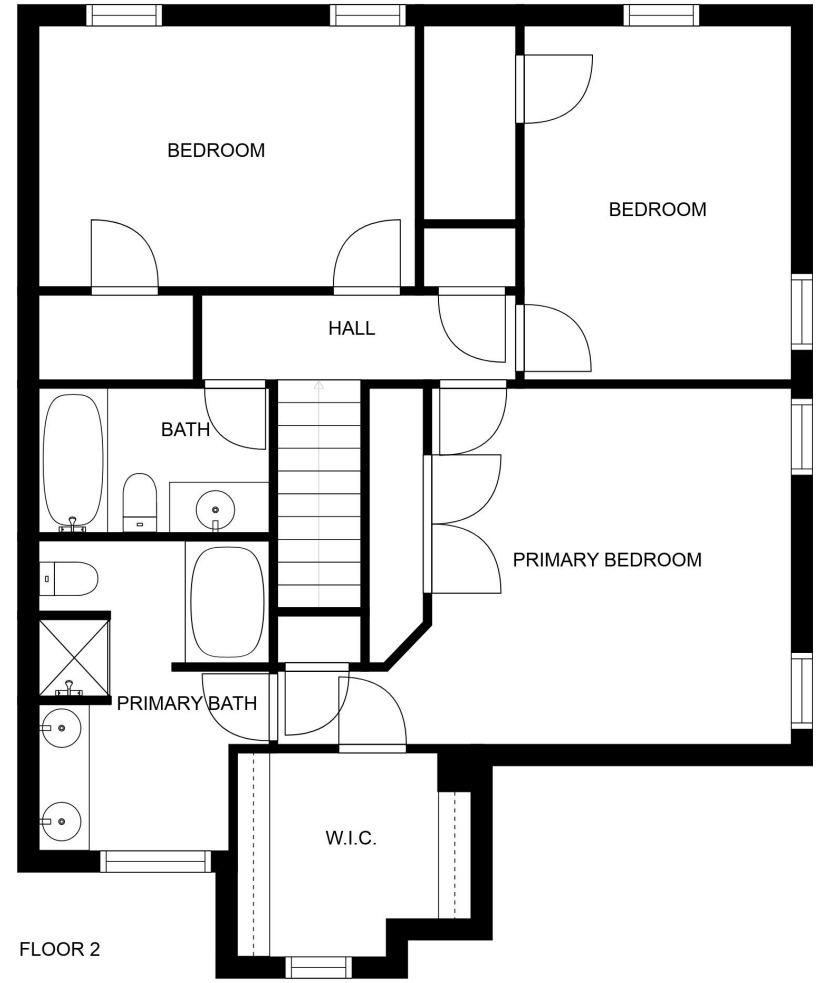 BEDROOM
BEDROOM
HALL
BATH
PRIMARY BEDROOM
PRIMARY BATH
W.I.C.
FLOOR 2